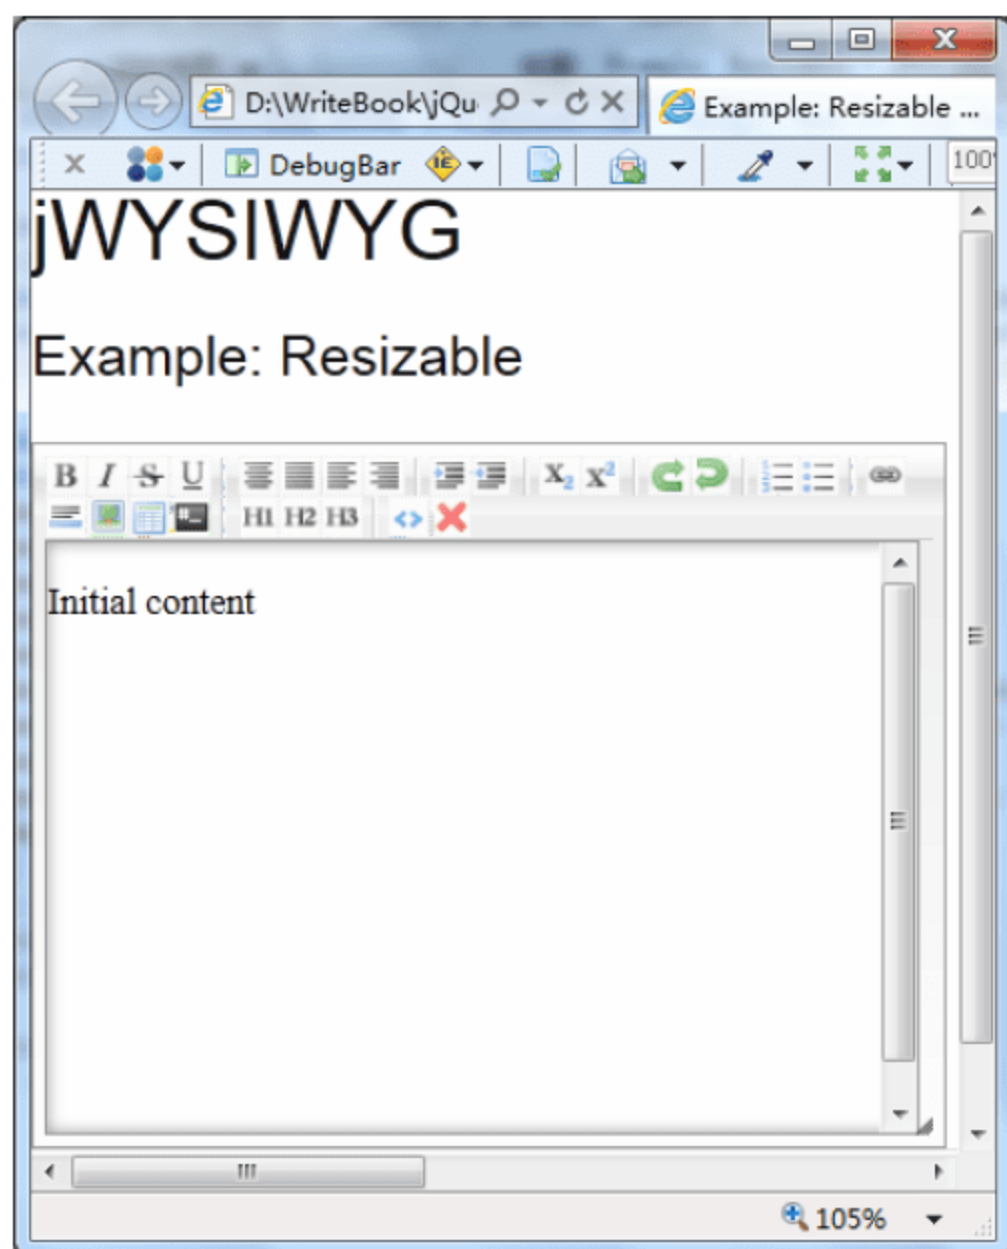 D:\WriteBook\jQu
Example: Resizable ...
DebugBar
100
jWYSIWYG
Example: Resizable
B I S U X₂ X²
H1 H2 H3
Initial content
105%